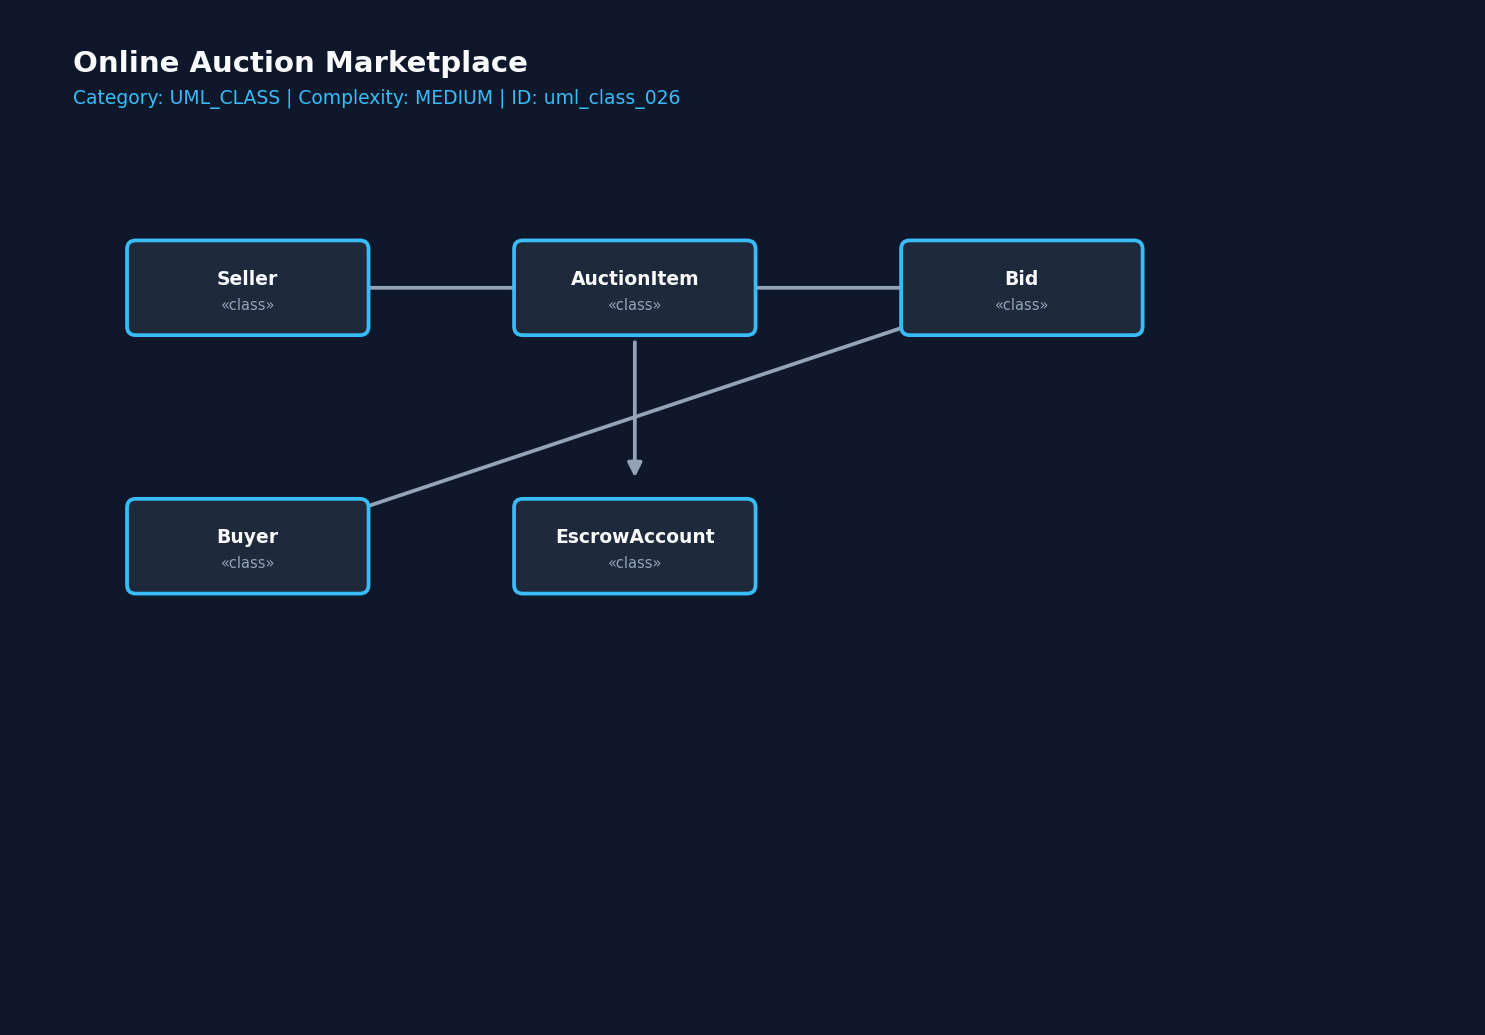 Online Auction Marketplace
Category: UML_CLASS | Complexity: MEDIUM | ID: uml_class_026
Seller
«class»
AuctionItem
«class»
Bid
«class»
Buyer
«class»
EscrowAccount
«class»